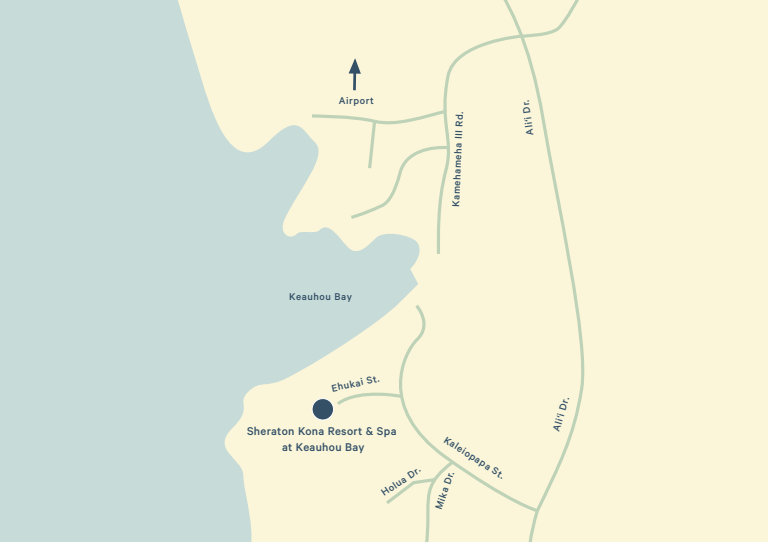 Airport
Kamehameha III Rd.
Ali'i Dr.
Keauhou Bay
Ehukai St.
Sheraton Kona Resort & Spa
at Keauhou Bay
Ali'i Dr.
Kaleiopapa St.
Holua Dr.
Mika Dr.